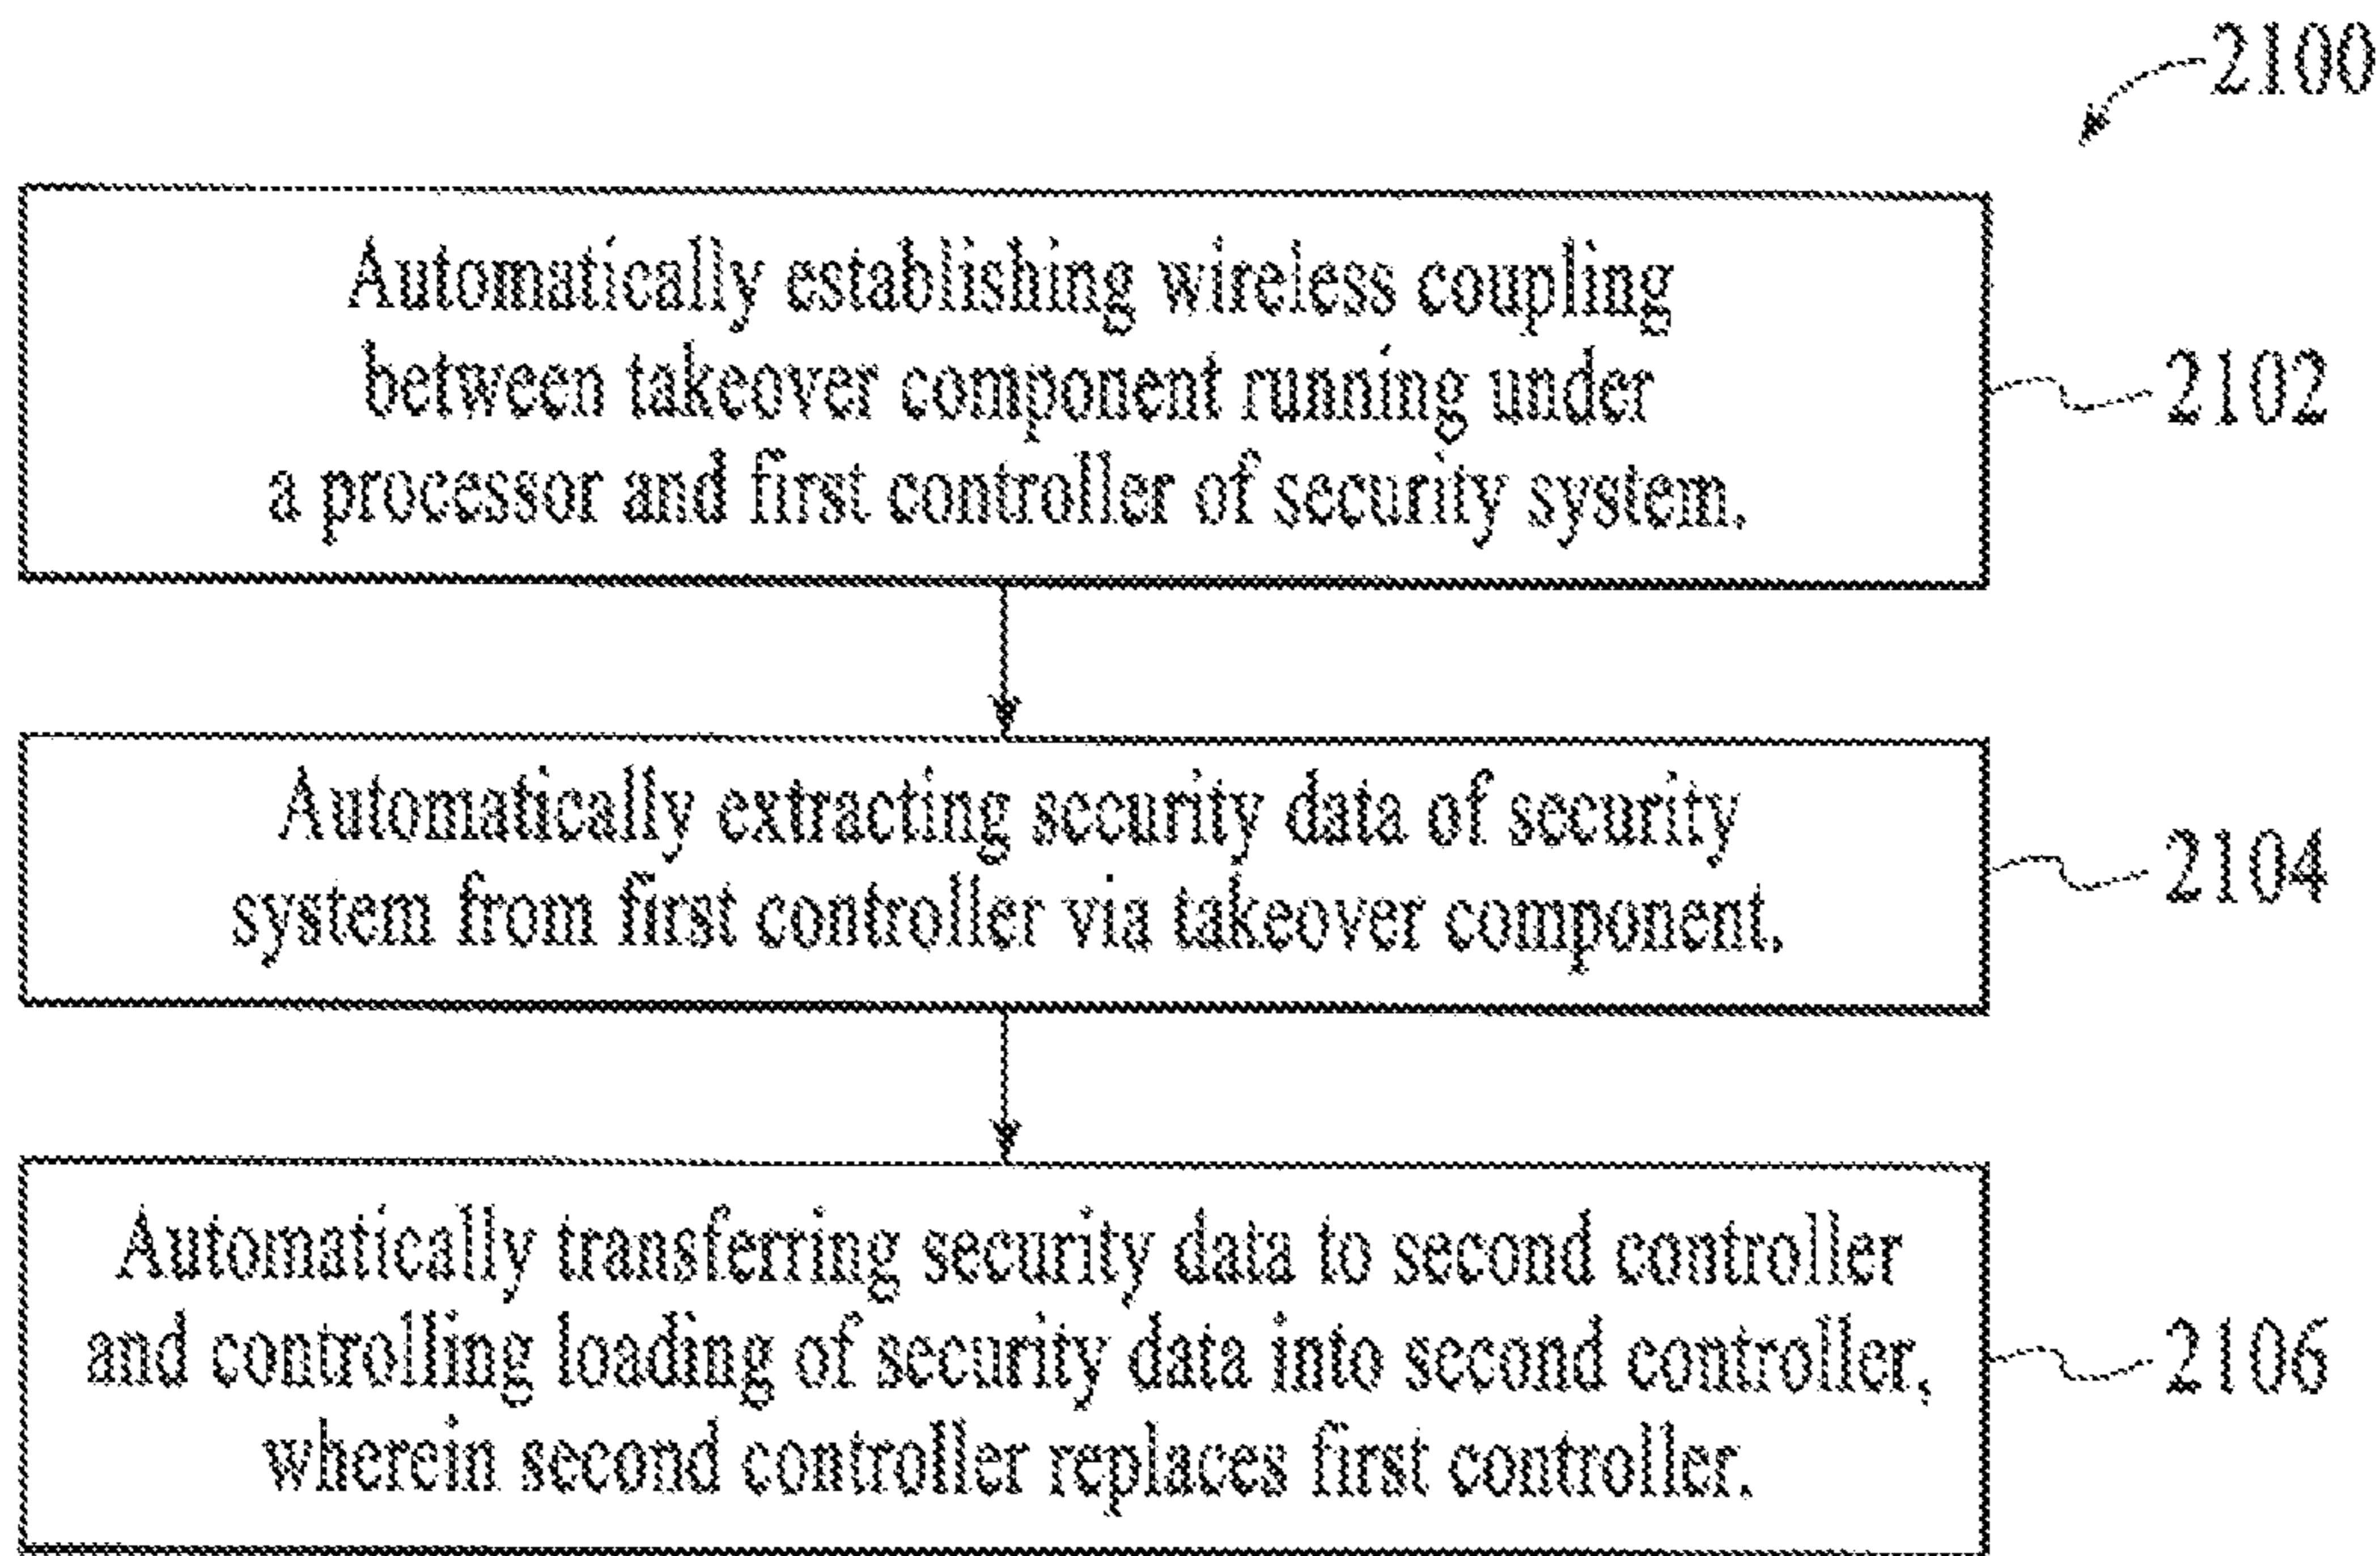 2100
Automatically establishing wireless coupling
between takeover component running under
a processor and first controller of security system.
2102
Automatically extracting security data of security
system from first controller via takeover component.
2104
Automatically transferring security data to second controller
and controlling loading of security data into second controller,
wherein second controller replaces first controller.
2106